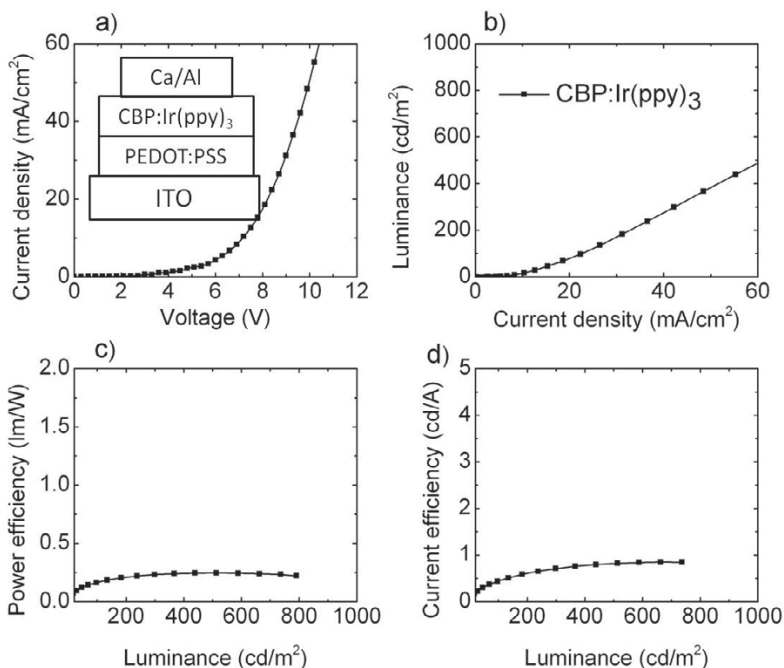 a)
Current density (mA/cm²)
60
40
20
0
Ca/Al
CBP:Ir(ppy)₃
PEDOT:PSS
ITO
0 2 4 6 8 10 12
Voltage (V)
b)
Luminance (cd/m²)
1000
800
600
400
200
0
CBP:Ir(ppy)₃
0 20 40 60
Current density (mA/cm²)
c)
Power efficiency (lm/W)
2.0
1.5
1.0
0.5
0.0
200 400 600 800 1000
Luminance (cd/m²)
d)
Current efficiency (cd/A)
5
4
3
2
1
0
200 400 600 800 1000
Luminance (cd/m²)